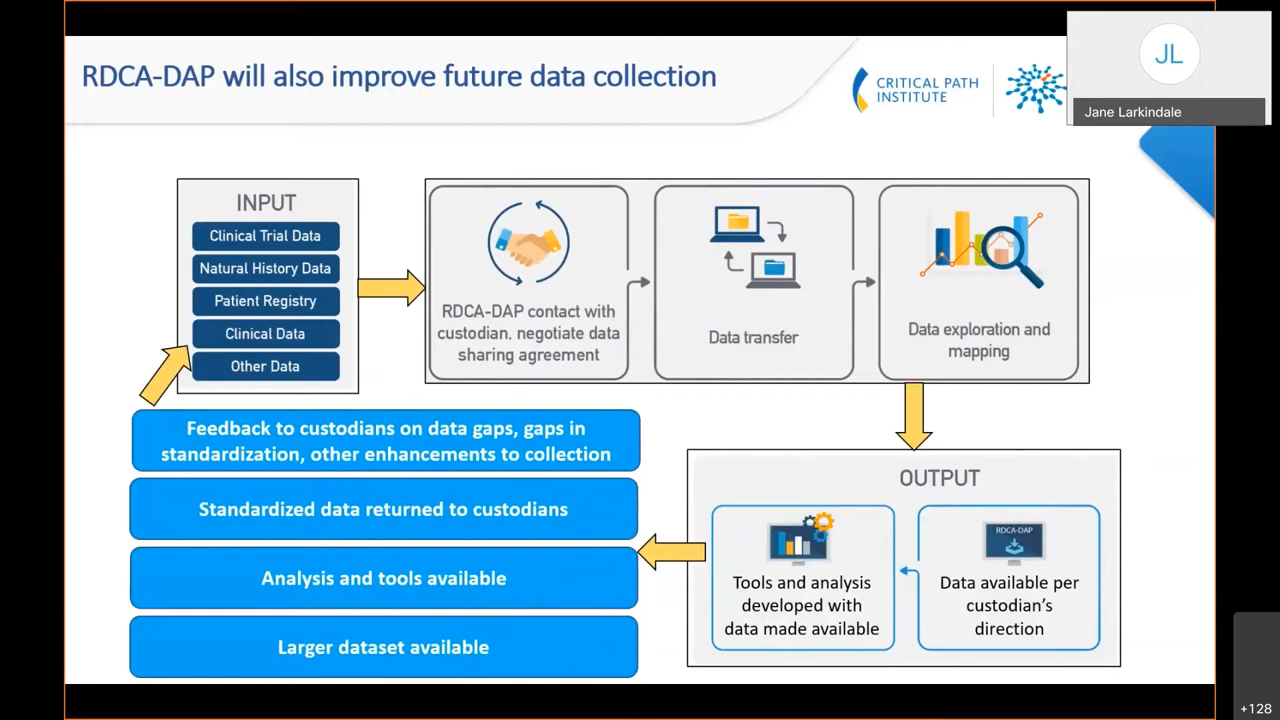 RDCA-DAP will also improve future data collection
CRITICAL PATH
INSTITUTE
JL
Jane Larkindale
INPUT
Clinical Trial Data
Natural History Data
Patient Registry
Clinical Data
Other Data
RDCA-DAP contact with
custodian, negotiate data
sharing agreement
Data transfer
Data exploration and
mapping
Feedback to custodians on data gaps, gaps in
standardization, other enhancements to collection
Standardized data returned to custodians
Analysis and tools available
Larger dataset available
OUTPUT
Tools and analysis
developed with
data made available
RDCA-DAP
Data available per
custodian's
direction
+128